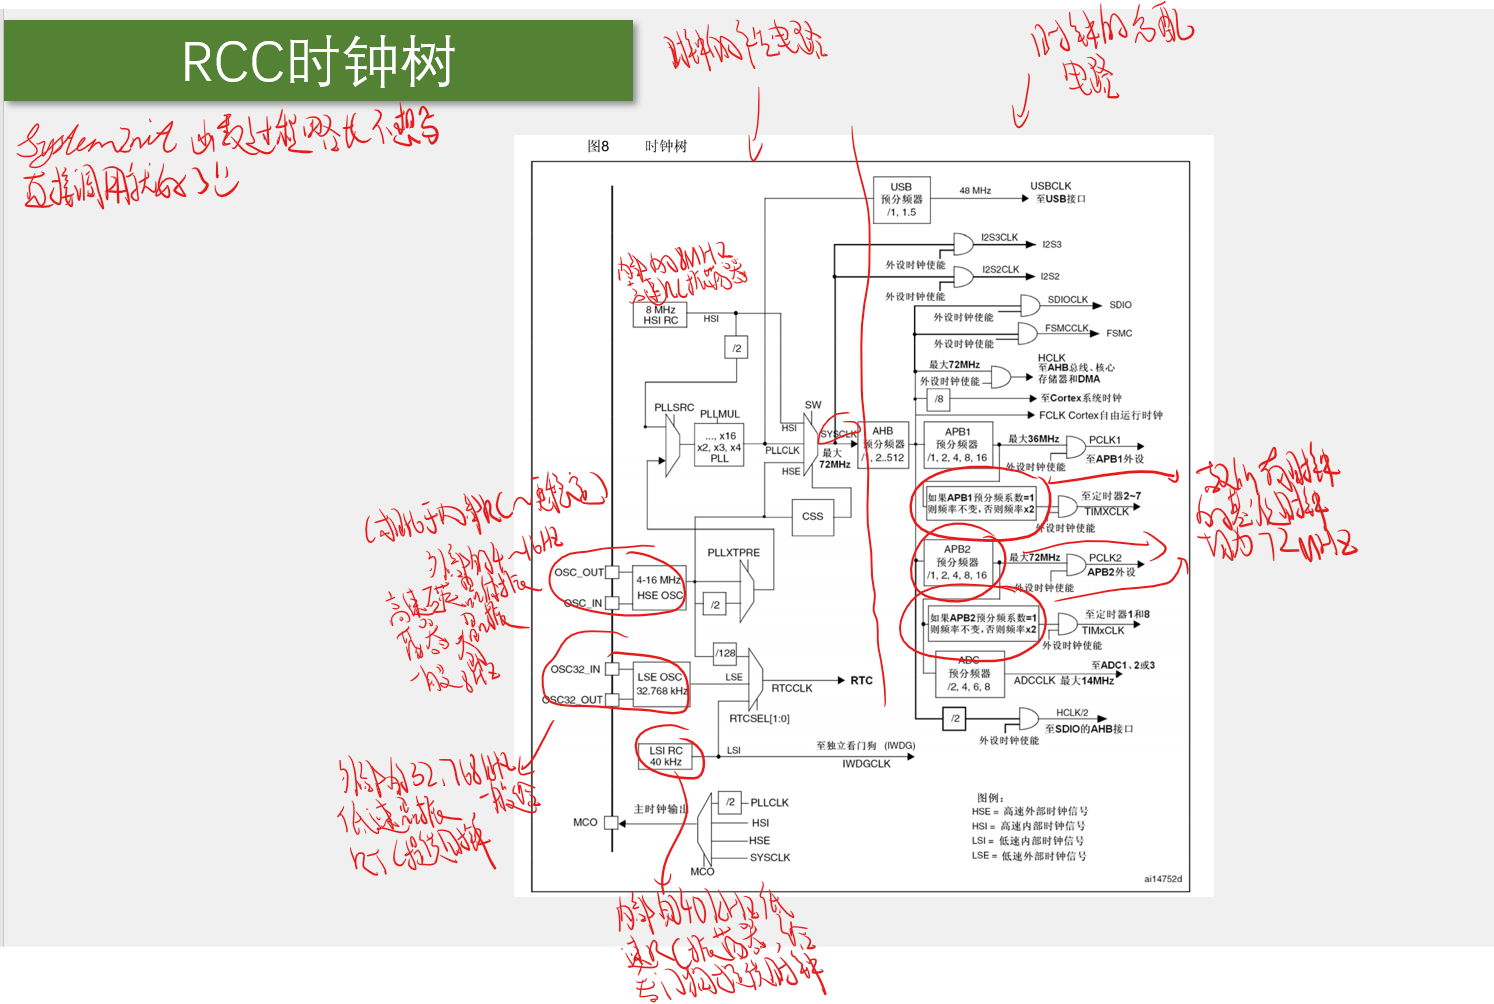 RCC时钟树
时钟的产生电路
时钟的分配
电路
SystemInit
直接调用就好了
图8 时钟树
USB
预分频器
/1, 1.5
48 MHz
USBCLK
至USB接口
I2S3CLK
I2S3
外设时钟使能
I2S2CLK
I2S2
外设时钟使能
内部的8MHZ
高速RC振荡器
8 MHz
HSI RC
HSI
/2
SDIOCLK
SDIO
外设时钟使能
FSMCCLK
FSMC
外设时钟使能
最大72MHz
外设时钟使能
HCLK
至AHB总线、核心
存储器和DMA
/8
至Cortex系统时钟
FCLK Cortex自由运行时钟
PLLSRC
PLLMUL
..., x16
x2, x3, x4
PLL
SW
HSI
PLLCLK
HSE
SYSCLK
最大
72MHz
AHB
预分频器
/1, 2..512
APB1
预分频器
/1, 2, 4, 8, 16
最大36MHz
PCLK1
至APB1外设
外设时钟使能
如果APB1预分频系数=1
则频率不变，否则频率x2
至定时器2~7
TIMXCLK
外设时钟使能
CSS
均为72MHz
PLLXTPRE
OSC_OUT
OSC_IN
4-16 MHz
HSE OSC
/2
(相比于内部RC~更稳定)
外部的4~16HZ
高速石英晶体振
一般8HZ
APB2
预分频器
/1, 2, 4, 8, 16
最大72MHz
PCLK2
APB2外设
外设时钟使能
如果APB2预分频系数=1
则频率不变，否则频率x2
至定时器1和8
TIMxCLK
外设时钟使能
ADC
预分频器
/2, 4, 6, 8
至ADC1、2或3
ADCCLK 最大14MHz
/2
HCLK/2
至SDIO的AHB接口
外设时钟使能
/128
OSC32_IN
OSC32_OUT
LSE OSC
32.768 kHz
LSE
RTCCLK
RTC
RTCSEL[1:0]
LSI RC
40 kHz
LSI
至独立看门狗 (IWDG)
IWDGCLK
外部的32.768kHZ
低速晶振 一般给
RTC提供时钟
主时钟输出
MCO
/2
PLLCLK
HSI
HSE
SYSCLK
MCO
图例：
HSE = 高速外部时钟信号
HSI = 高速内部时钟信号
LSI = 低速内部时钟信号
LSE = 低速外部时钟信号
ai14752d
内部的40kHz低
速RC振荡器，给
看门狗提供时钟